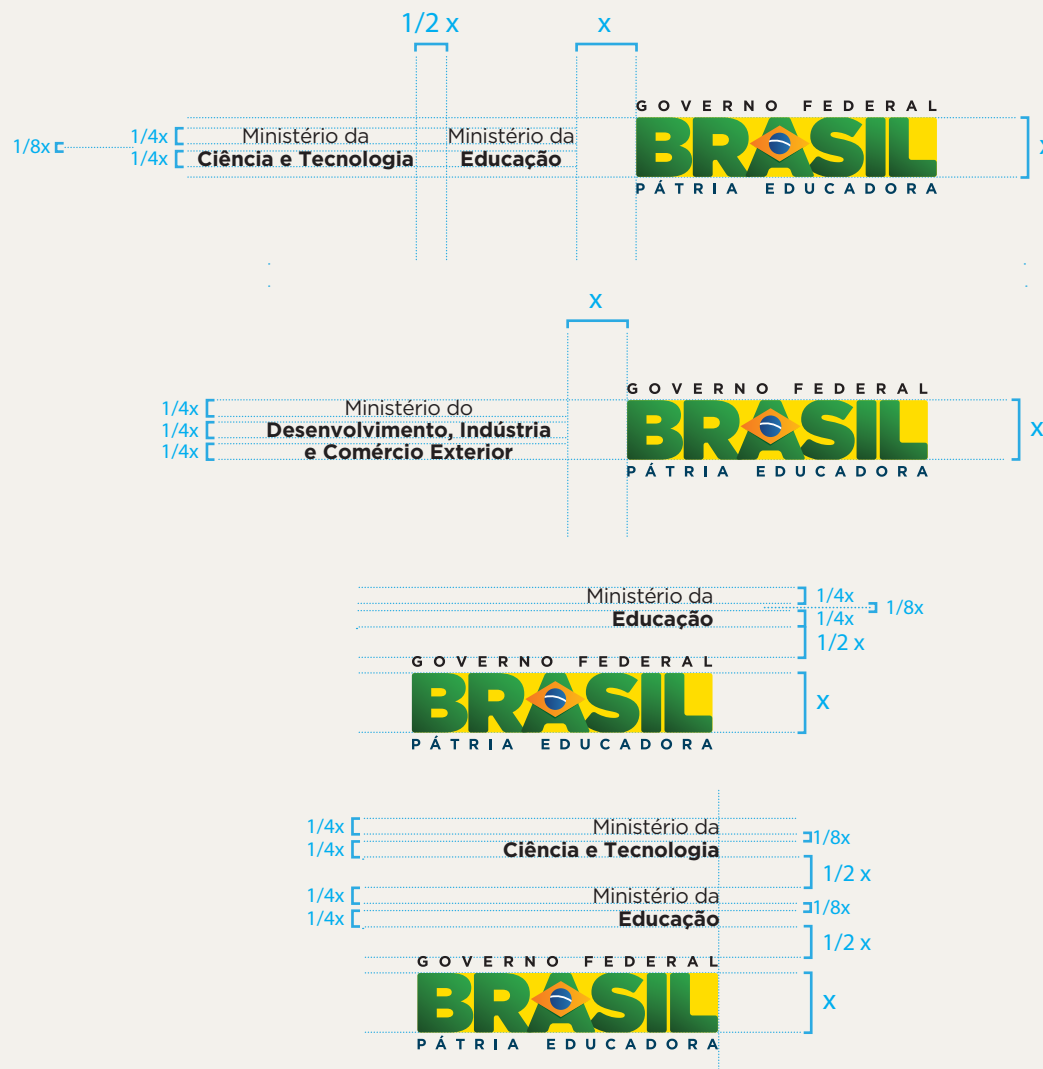 1/2 x
x
GOVERNO FEDERAL
1/8x
1/4x
Ministério da
Ministério da
BRASIL
x
1/4x
Ciência e Tecnologia
Educação
PÁTRIA EDUCADORA
x
GOVERNO FEDERAL
1/4x
Ministério do
1/4x
Desenvolvimento, Indústria
BRASIL
x
1/4x
e Comércio Exterior
PÁTRIA EDUCADORA
Ministério da
1/4x
1/8x
Educação
1/4x
1/2 x
GOVERNO FEDERAL
BRASIL
x
PÁTRIA EDUCADORA
1/4x
Ministério da
1/8x
1/4x
Ciência e Tecnologia
1/2 x
1/4x
Ministério da
1/8x
1/4x
Educação
1/2 x
GOVERNO FEDERAL
BRASIL
x
PÁTRIA EDUCADORA